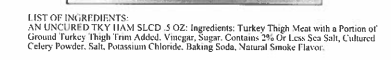 LIST OF INGREDIENTS:
AN UNCURED TKY HAM SLCD .5 OZ: Ingredients: Turkey Thigh Meat with a Portion of
Ground Turkey Thigh Trim Added, Vinegar, Sugar. Contains 2% Or Less Sea Salt, Cultured
Celery Powder, Salt, Potassium Chloride, Baking Soda, Natural Smoke Flavor.